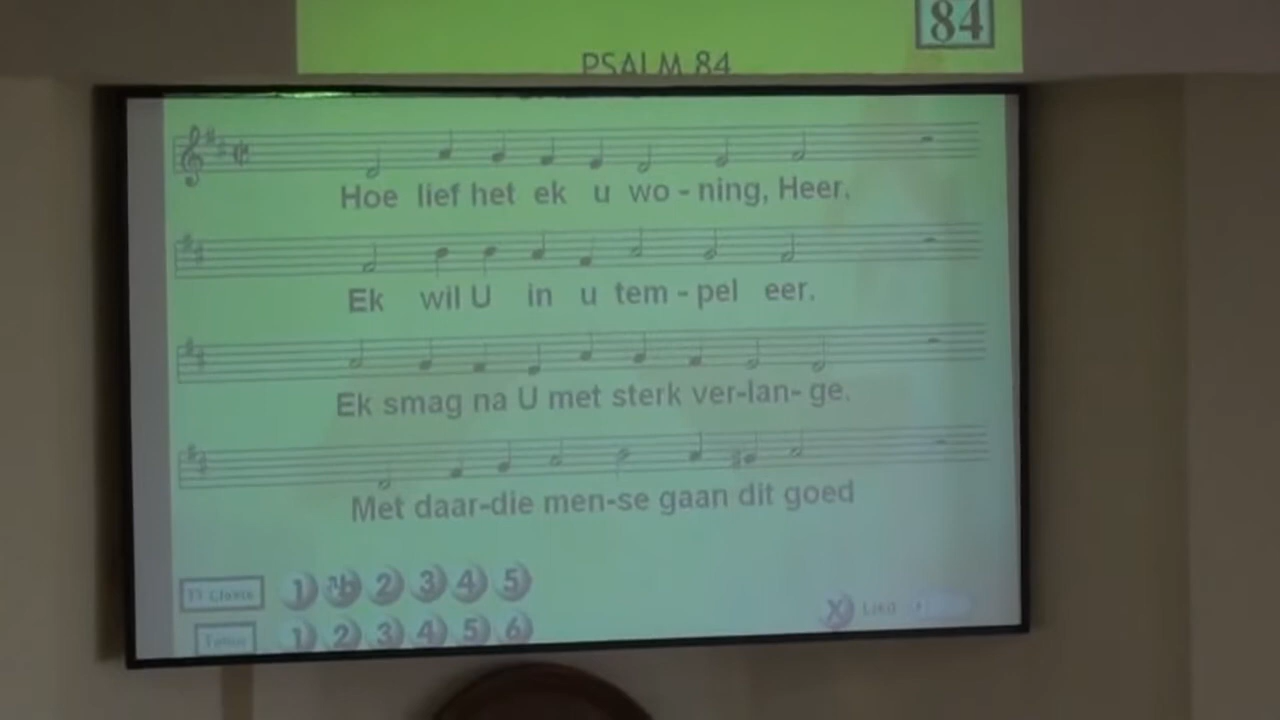 84
PSALM 84
Hoe lief het ek u wo - ning, Heer.
Ek wil U in u tem - pel eer.
Ek smag na U met sterk ver-lan- ge.
Met daar-die men-se gaan dit goed
1 1b 2 3 4 5
Totius 1 2 3 4 5 6
X